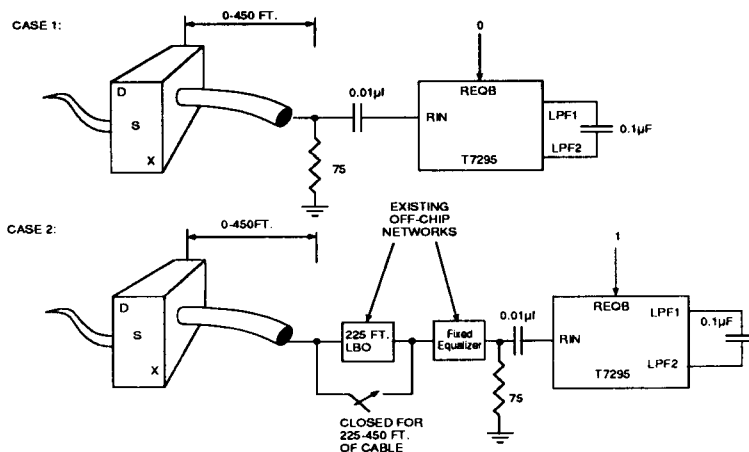 CASE 1:
0-450 FT.
D
S
X
0.01µf
75
0
REQB
RIN
LPF1
LPF2
T7295
0.1µF
CASE 2:
0-450FT.
D
S
X
EXISTING
OFF-CHIP
NETWORKS
225 FT.
LBO
Fixed
Equalizer
CLOSED FOR
225-450 FT.
OF CABLE
0.01µf
75
1
REQB
RIN
LPF1
LPF2
T7295
0.1µF